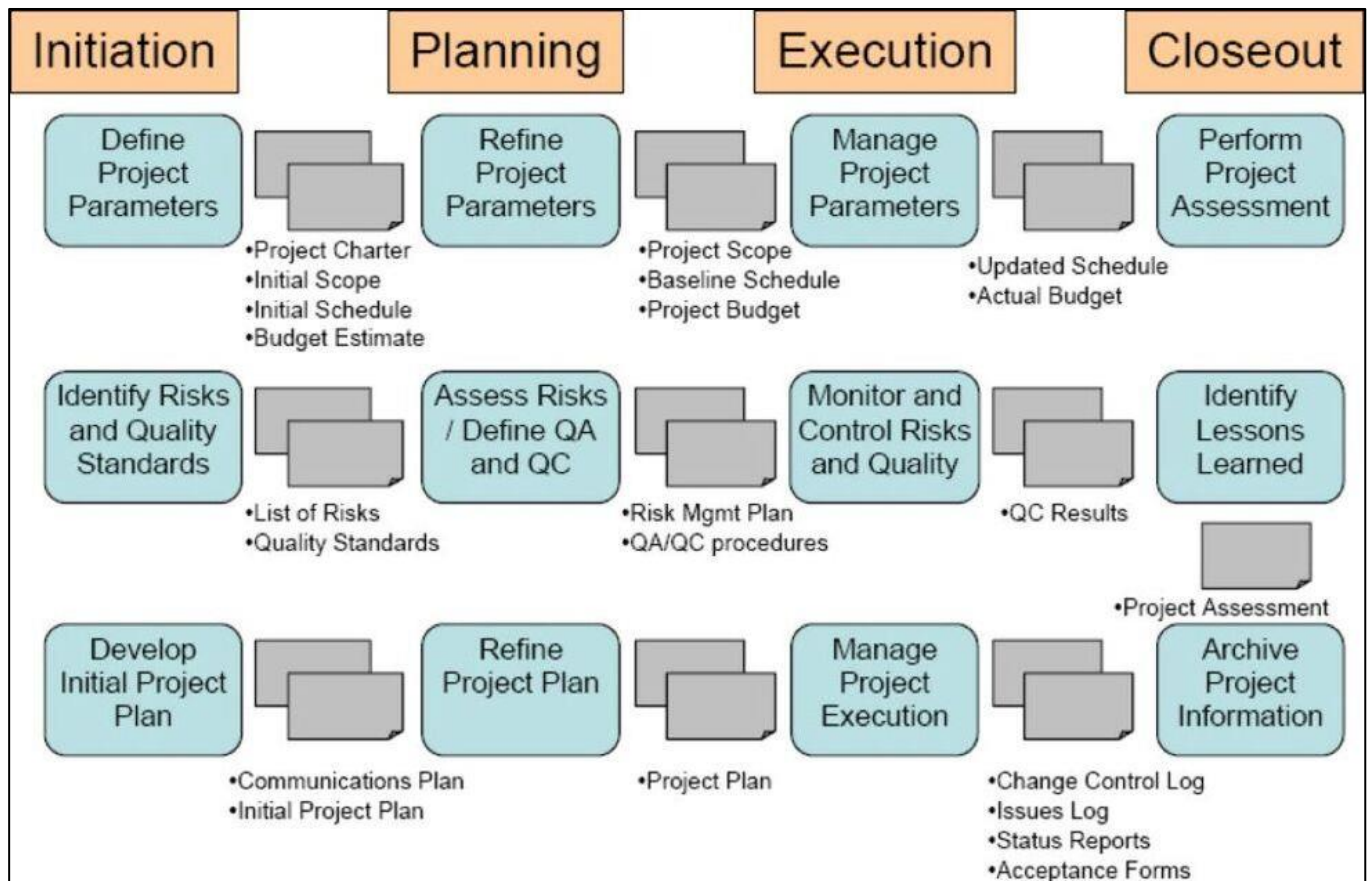 Initiation
Planning
Execution
Closeout
Define
Project
Parameters
•Project Charter
•Initial Scope
•Initial Schedule
•Budget Estimate
Refine
Project
Parameters
•Project Scope
•Baseline Schedule
•Project Budget
Manage
Project
Parameters
•Updated Schedule
•Actual Budget
Perform
Project
Assessment
Identify Risks
and Quality
Standards
•List of Risks
•Quality Standards
Assess Risks
/ Define QA
and QC
•Risk Mgmt Plan
•QA/QC procedures
Monitor and
Control Risks
and Quality
•QC Results
Identify
Lessons
Learned
•Project Assessment
Develop
Initial Project
Plan
•Communications Plan
•Initial Project Plan
Refine
Project Plan
•Project Plan
Manage
Project
Execution
•Change Control Log
•Issues Log
•Status Reports
•Acceptance Forms
Archive
Project
Information